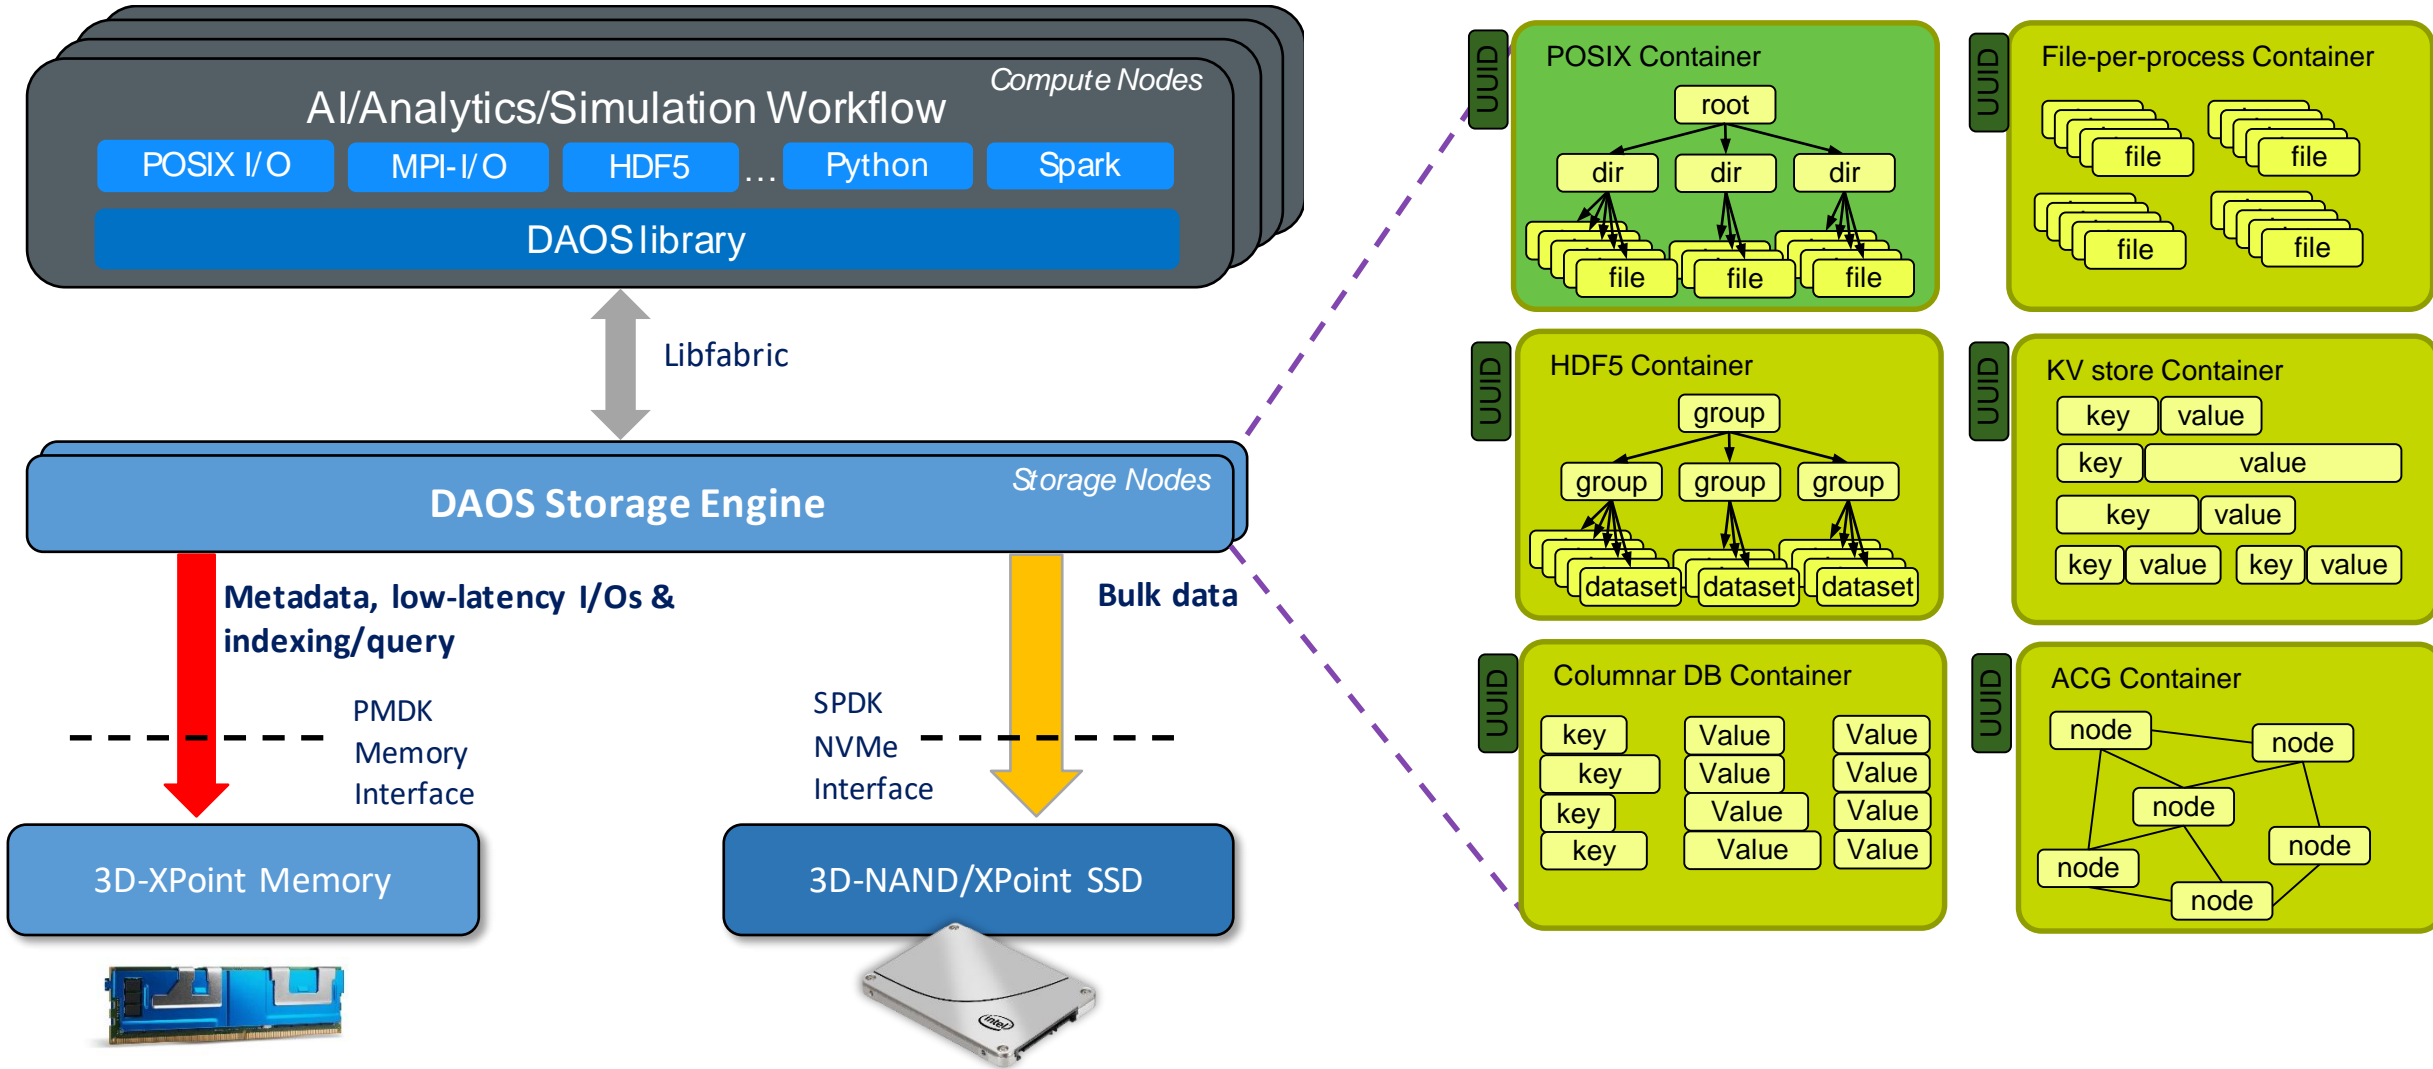 Compute Nodes
AI/Analytics/Simulation Workflow
POSIX I/O
MPI-I/O
HDF5
...
Python
Spark
DAOS library
Libfabric
Storage Nodes
DAOS Storage Engine
Metadata, low-latency I/Os &
indexing/query
Bulk data
PMDK
Memory
Interface
SPDK
NVMe
Interface
3D-XPoint Memory
3D-NAND/XPoint SSD
intel
UUID
POSIX Container
root
dir
dir
dir
file
file
file
UUID
File-per-process Container
file
file
file
file
UUID
HDF5 Container
group
group
group
group
dataset
dataset
dataset
UUID
KV store Container
key value
key value
key value
key value key value
UUID
Columnar DB Container
key Value Value
key Value Value
key Value Value
key Value Value
UUID
ACG Container
node
node
node
node
node
node